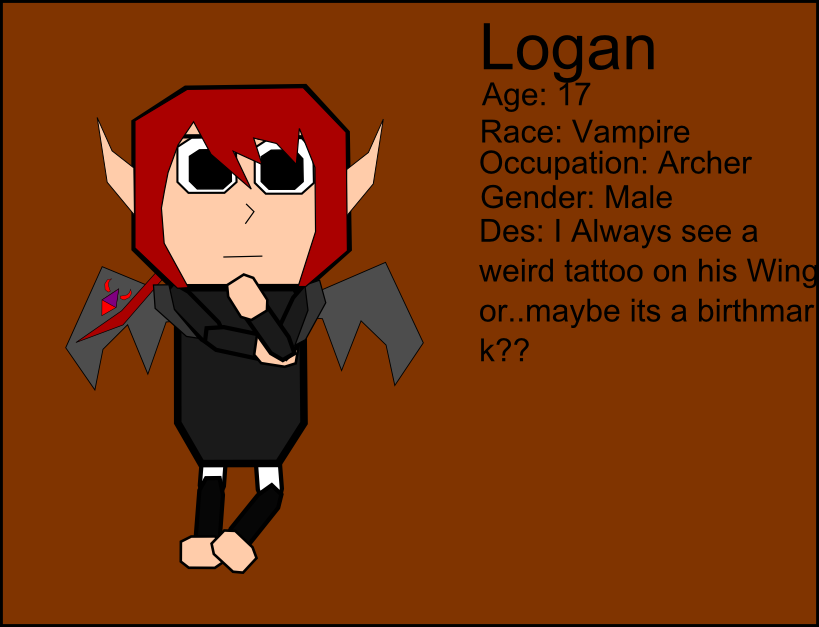 Logan
Age: 17
Race: Vampire
Occupation: Archer
Gender: Male
Des: I Always see a
weird tattoo on his Wing
or..maybe its a birthmar
k??